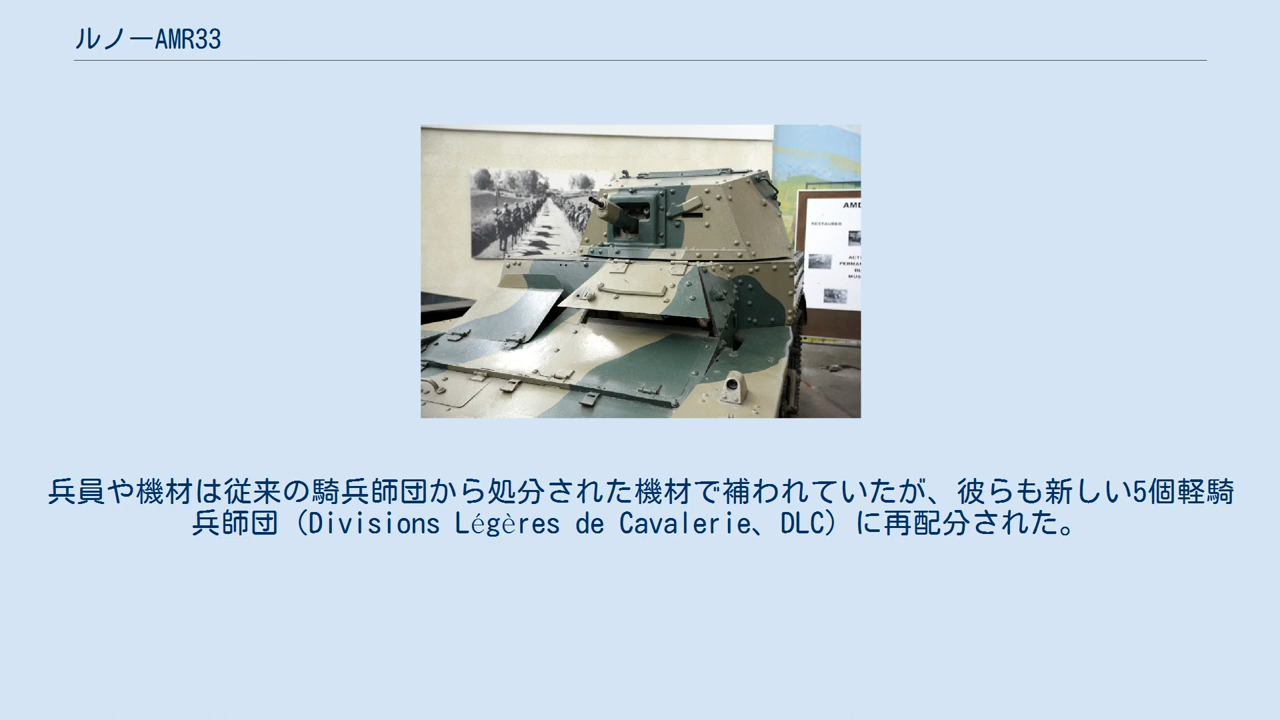 ルノーAMR33
AMD
RESTAURER
兵員や機材は従来の騎兵師団から処分された機材で補われていたが、彼らも新しい5個軽騎
兵師団（Divisions Légères de Cavalerie、DLC）に再配分された。